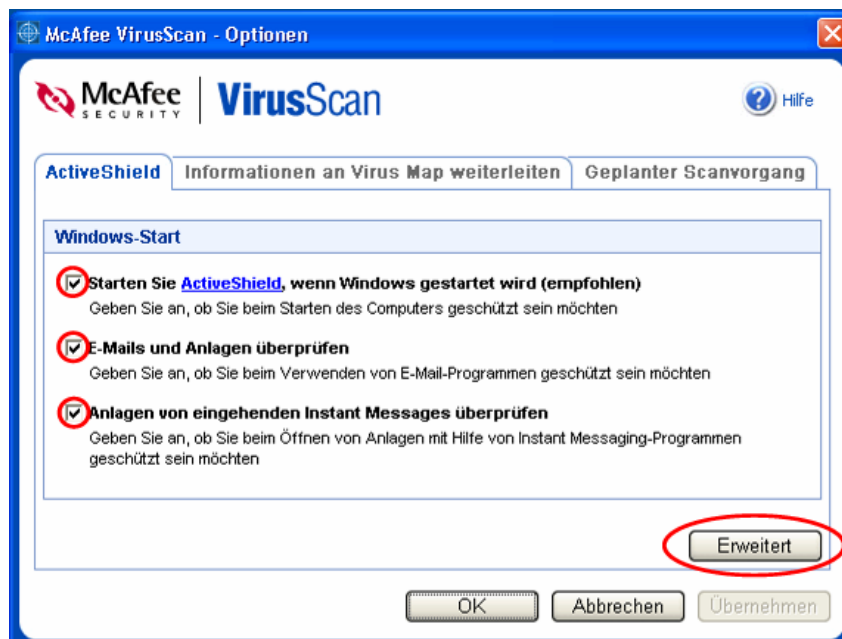 McAfee VirusScan - Optionen
McAfee
SECURITY
VirusScan
Hilfe
ActiveShield
Informationen an Virus Map weiterleiten
Geplanter Scanvorgang
Windows-Start
Starten Sie ActiveShield, wenn Windows gestartet wird (empfohlen)
Geben Sie an, ob Sie beim Starten des Computers geschützt sein möchten
E-Mails und Anlagen überprüfen
Geben Sie an, ob Sie beim Verwenden von E-Mail-Programmen geschützt sein möchten
Anlagen von eingehenden Instant Messages überprüfen
Geben Sie an, ob Sie beim Öffnen von Anlagen mit Hilfe von Instant Messaging-Programmen
geschützt sein möchten
Erweitert
OK
Abbrechen
Übernehmen